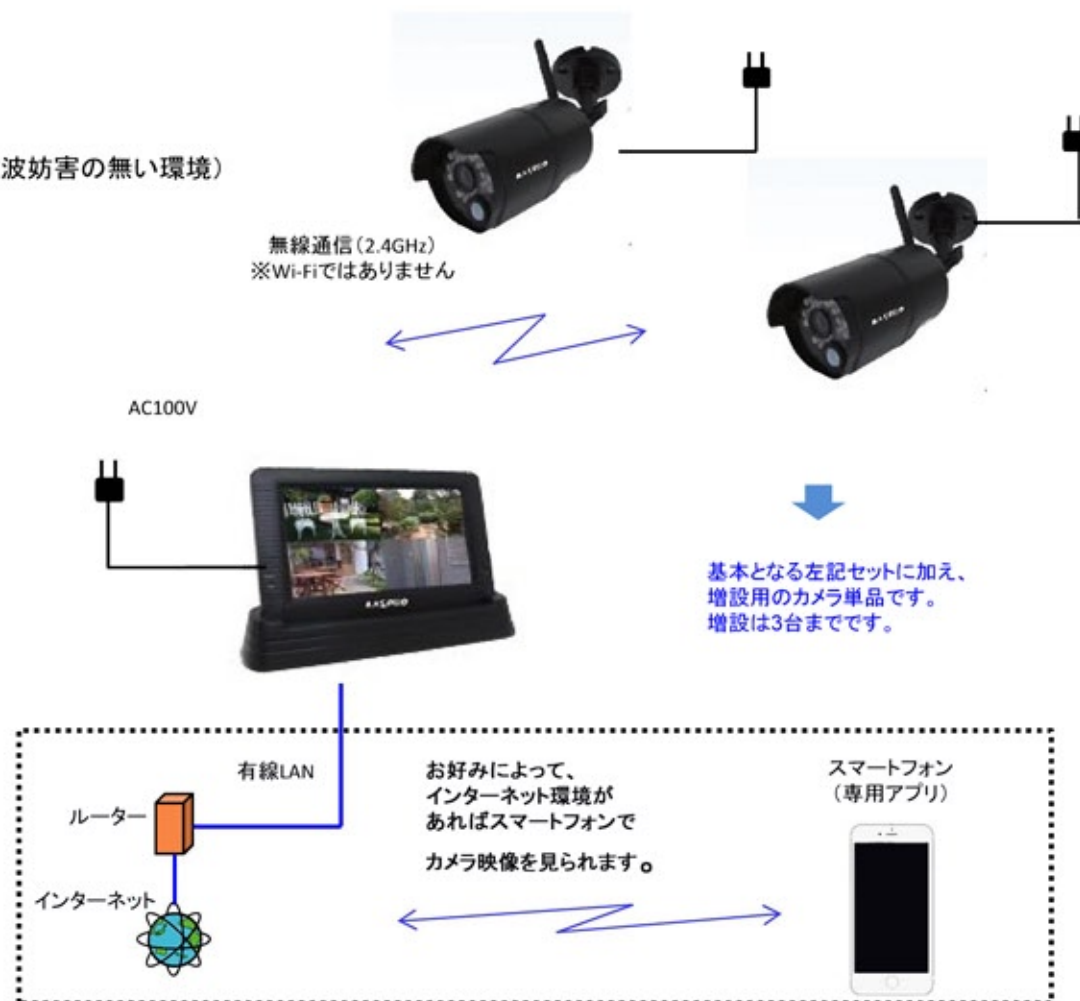 波妨害の無い環境）
無線通信（2.4GHz）
※Wi-Fiではありません
AC100V
基本となる左記セットに加え、
増設用のカメラ単品です。
増設は3台までです。
有線LAN
ルーター
インターネット
お好みによって、
インターネット環境が
あればスマートフォンで
カメラ映像を見られます。
スマートフォン
（専用アプリ）